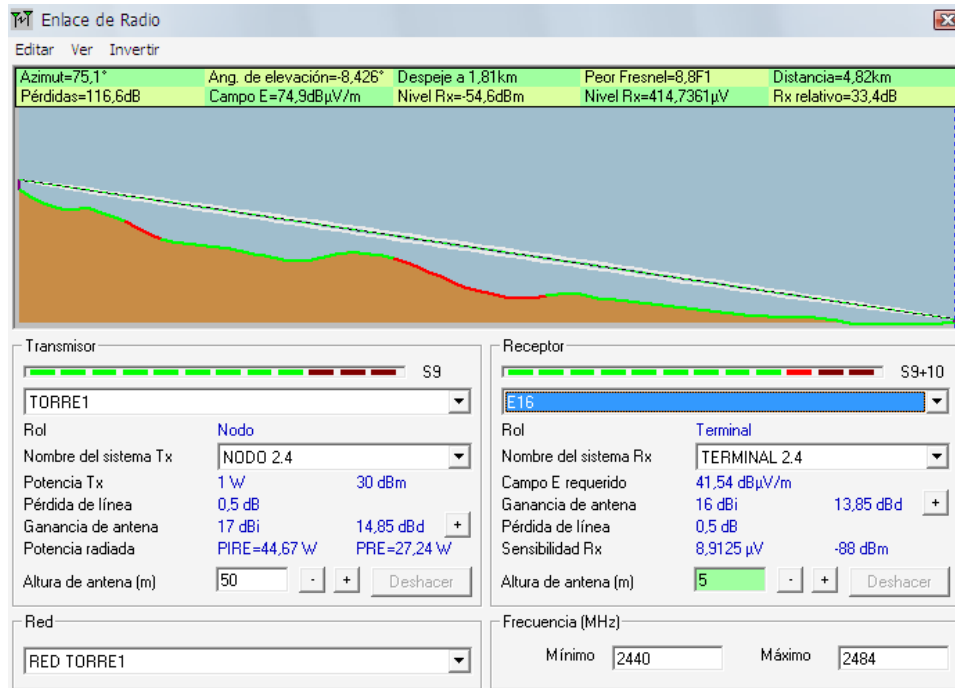 Enlace de Radio
Editar Ver Invertir
Azimut=75,1° Ang. de elevación=-8,426° Despeje a 1,81km Peor Fresnel=8,8F1 Distancia=4,82km
Pérdidas=116,6dB Campo E=74,9dBµV/m Nivel Rx=-54,6dBm Nivel Rx=414,7361µV Rx relativo=33,4dB
Transmisor
S9
TORRE1
Rol Nodo
Nombre del sistema Tx NODO 2.4
Potencia Tx 1 W 30 dBm
Pérdida de línea 0,5 dB
Ganancia de antena 17 dBi 14,85 dBd +
Potencia radiada PIRE=44,67 W PRE=27,24 W
Altura de antena (m) 50 - + Deshacer
Receptor
S9+10
E16
Rol Terminal
Nombre del sistema Rx TERMINAL 2.4
Campo E requerido 41,54 dBµV/m
Ganancia de antena 16 dBi 13,85 dBd +
Pérdida de línea 0,5 dB
Sensibilidad Rx 8,9125 µV -88 dBm
Altura de antena (m) 5 - + Deshacer
Red
RED TORRE1
Frecuencia (MHz)
Mínimo 2440 Máximo 2484